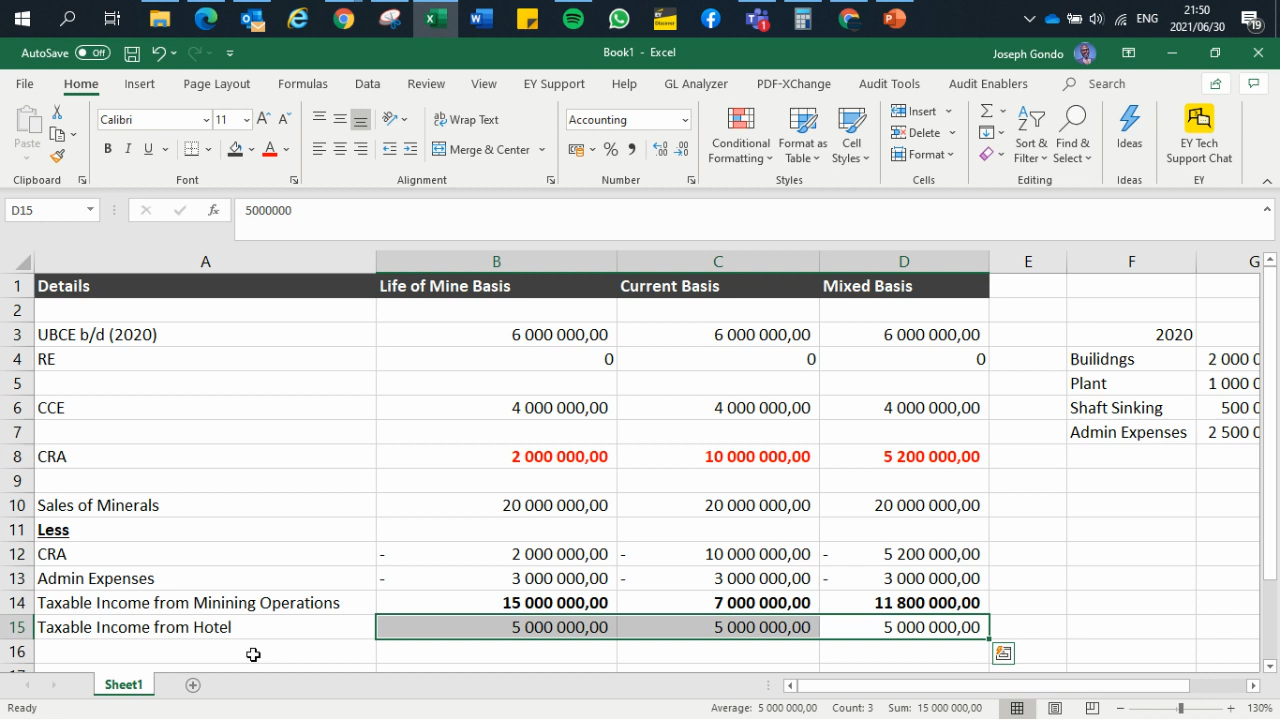 21:50
ENG
2021/06/30
19
AutoSave Off
Book1 - Excel
Joseph Gondo
File Home Insert Page Layout Formulas Data Review View EY Support Help GL Analyzer PDF-XChange Audit Tools Audit Enablers Search
Paste
Calibri 11
Wrap Text
Merge & Center
Accounting
Conditional Formatting
Format as Table
Cell Styles
Insert
Delete
Format
Sort & Filter
Find & Select
Ideas
EY Tech Support Chat
Clipboard Font Alignment Number Styles Cells Editing Ideas EY
D15 fx 5000000
A B C D E F G
1 Details Life of Mine Basis Current Basis Mixed Basis
2
3 UBCE b/d (2020) 6 000 000,00 6 000 000,00 6 000 000,00 2020
4 RE 0 0 0 Builidngs 2 000 0
5 Plant 1 000 0
6 CCE 4 000 000,00 4 000 000,00 4 000 000,00 Shaft Sinking 500 0
7 Admin Expenses 2 500 0
8 CRA 2 000 000,00 10 000 000,00 5 200 000,00
9
10 Sales of Minerals 20 000 000,00 20 000 000,00 20 000 000,00
11 Less
12 CRA - 2 000 000,00 - 10 000 000,00 - 5 200 000,00
13 Admin Expenses - 3 000 000,00 - 3 000 000,00 - 3 000 000,00
14 Taxable Income from Minining Operations 15 000 000,00 7 000 000,00 11 800 000,00
15 Taxable Income from Hotel 5 000 000,00 5 000 000,00 5 000 000,00
16
Sheet1
Ready Average: 5 000 000,00 Count: 3 Sum: 15 000 000,00 130%